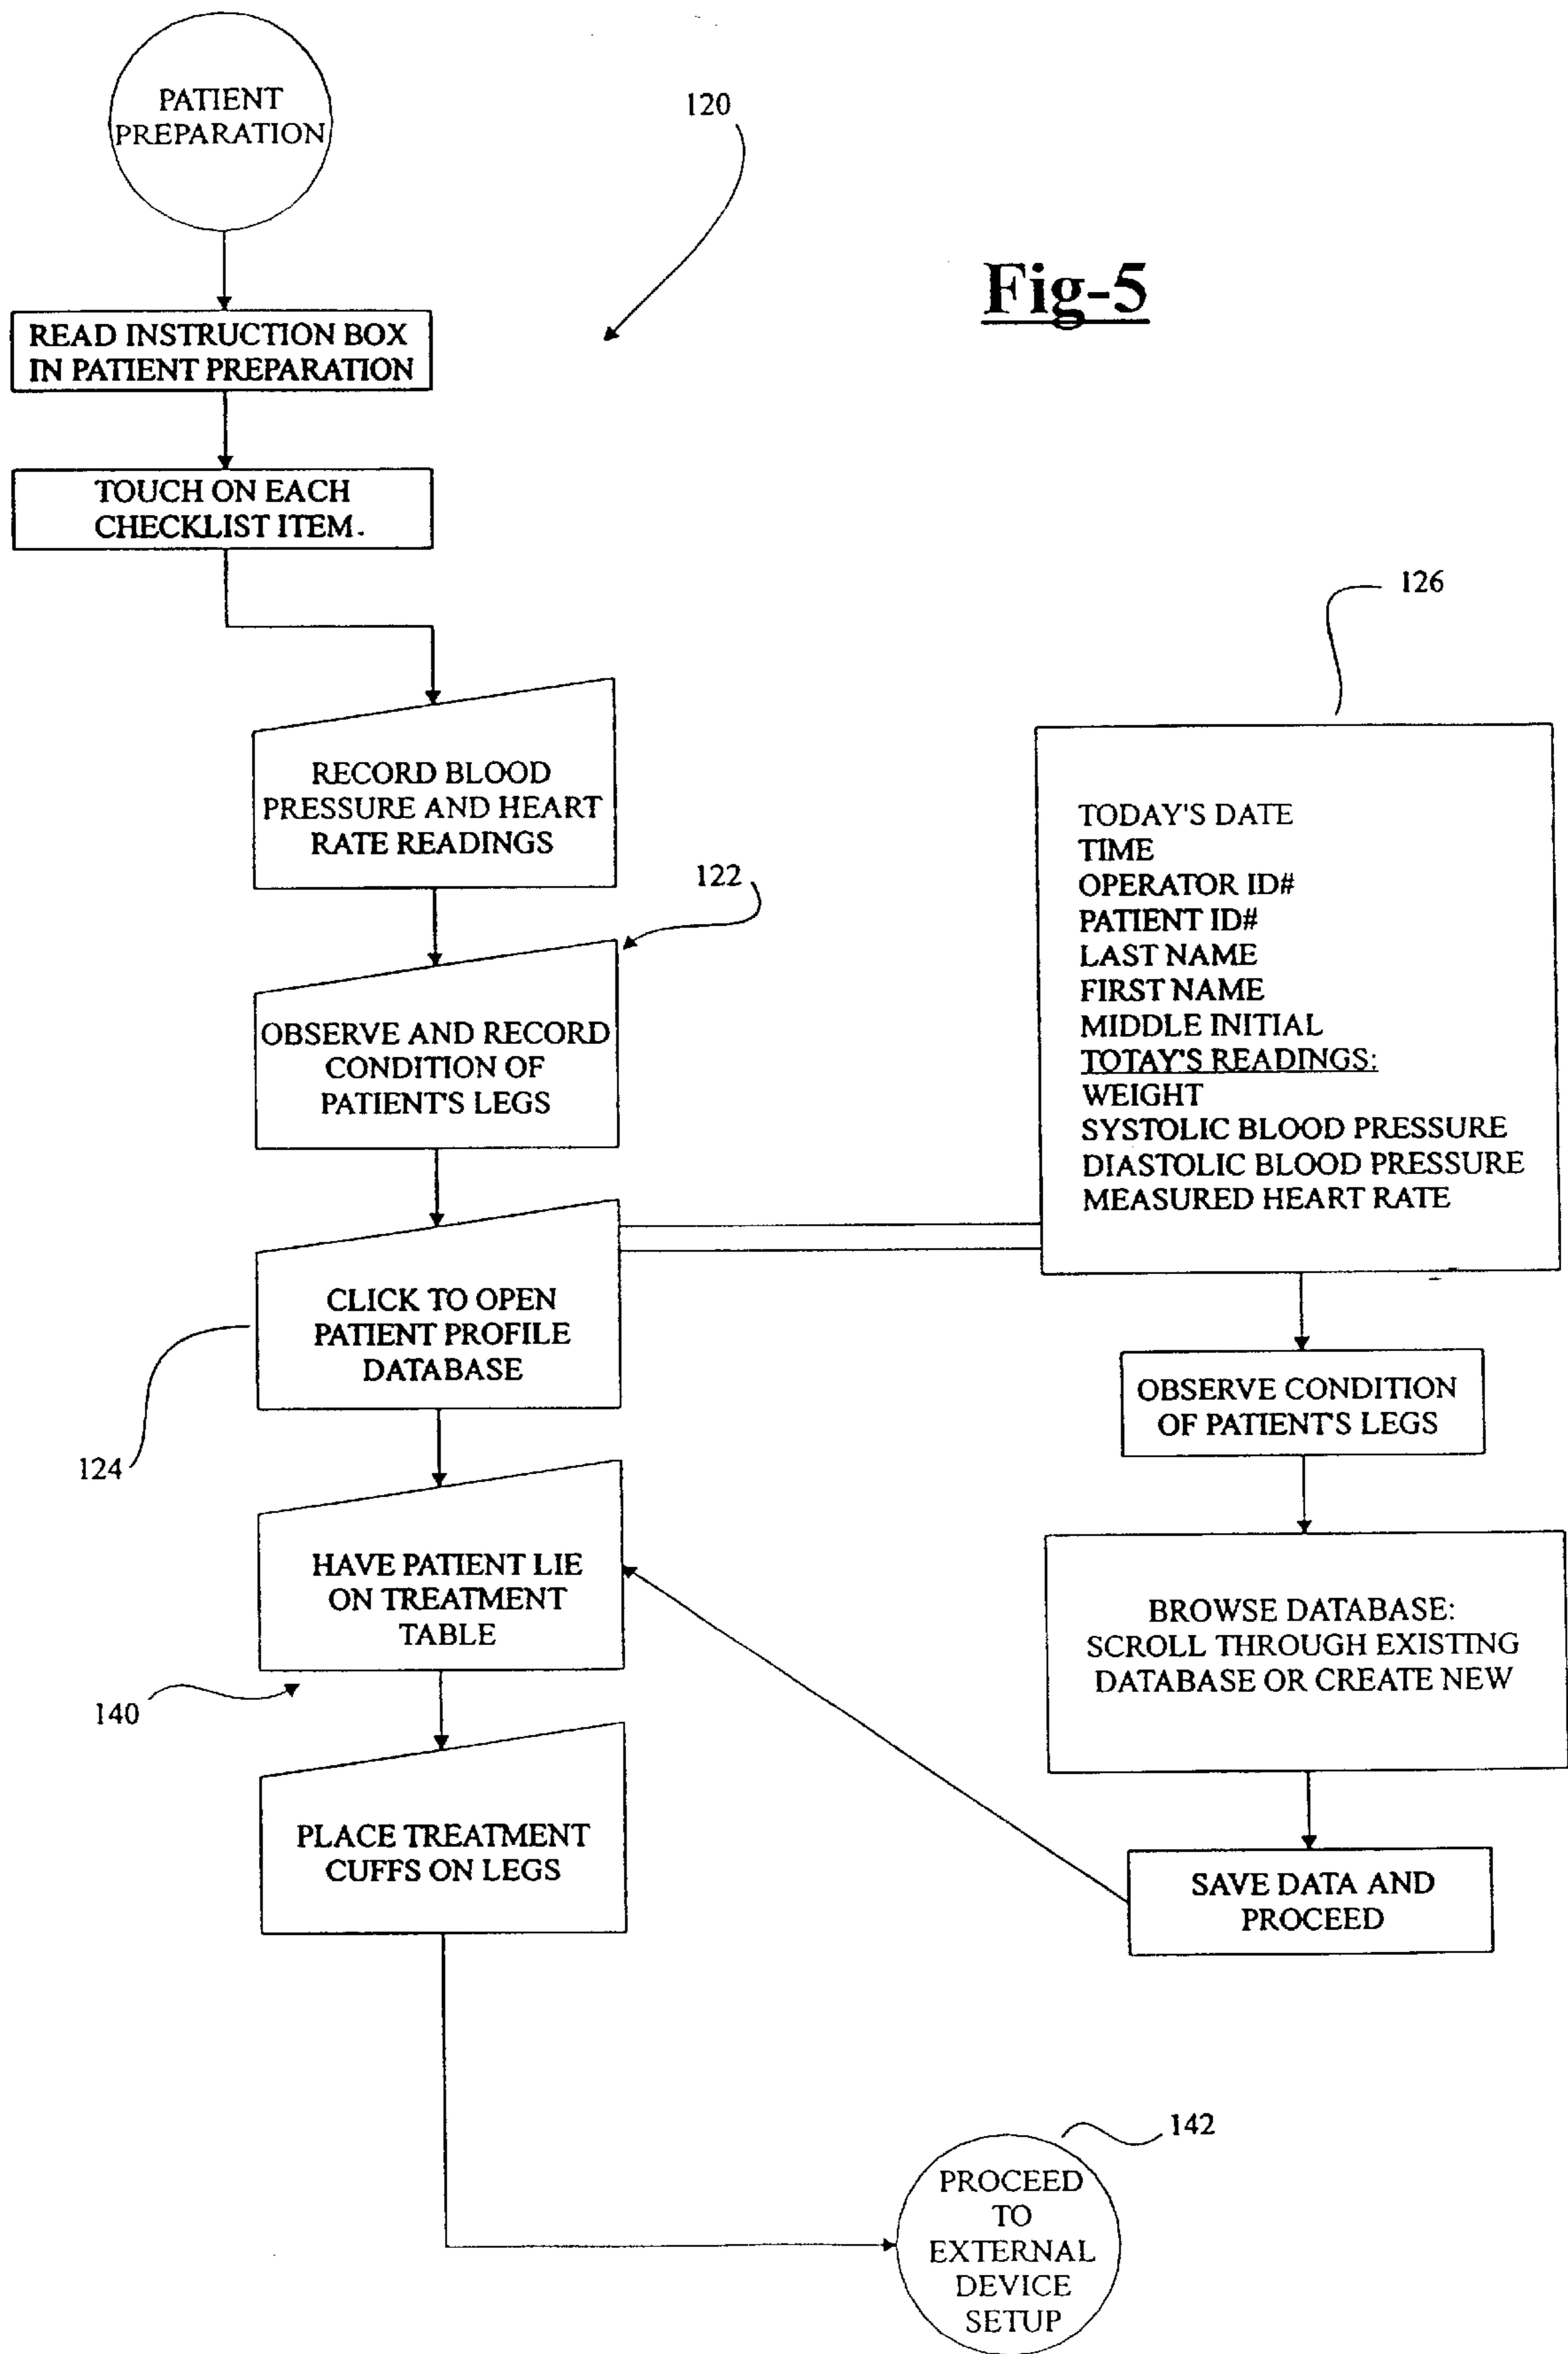 PATIENT
PREPARATION
120
Fig-5
READ INSTRUCTION BOX
IN PATIENT PREPARATION
TOUCH ON EACH
CHECKLIST ITEM.
RECORD BLOOD
PRESSURE AND HEART
RATE READINGS
122
OBSERVE AND RECORD
CONDITION OF
PATIENT'S LEGS
CLICK TO OPEN
PATIENT PROFILE
DATABASE
124
126
TODAY'S DATE
TIME
OPERATOR ID#
PATIENT ID#
LAST NAME
FIRST NAME
MIDDLE INITIAL
TOTAY'S READINGS:
WEIGHT
SYSTOLIC BLOOD PRESSURE
DIASTOLIC BLOOD PRESSURE
MEASURED HEART RATE
OBSERVE CONDITION
OF PATIENT'S LEGS
BROWSE DATABASE:
SCROLL THROUGH EXISTING
DATABASE OR CREATE NEW
SAVE DATA AND
PROCEED
HAVE PATIENT LIE
ON TREATMENT
TABLE
140
PLACE TREATMENT
CUFFS ON LEGS
142
PROCEED
TO
EXTERNAL
DEVICE
SETUP